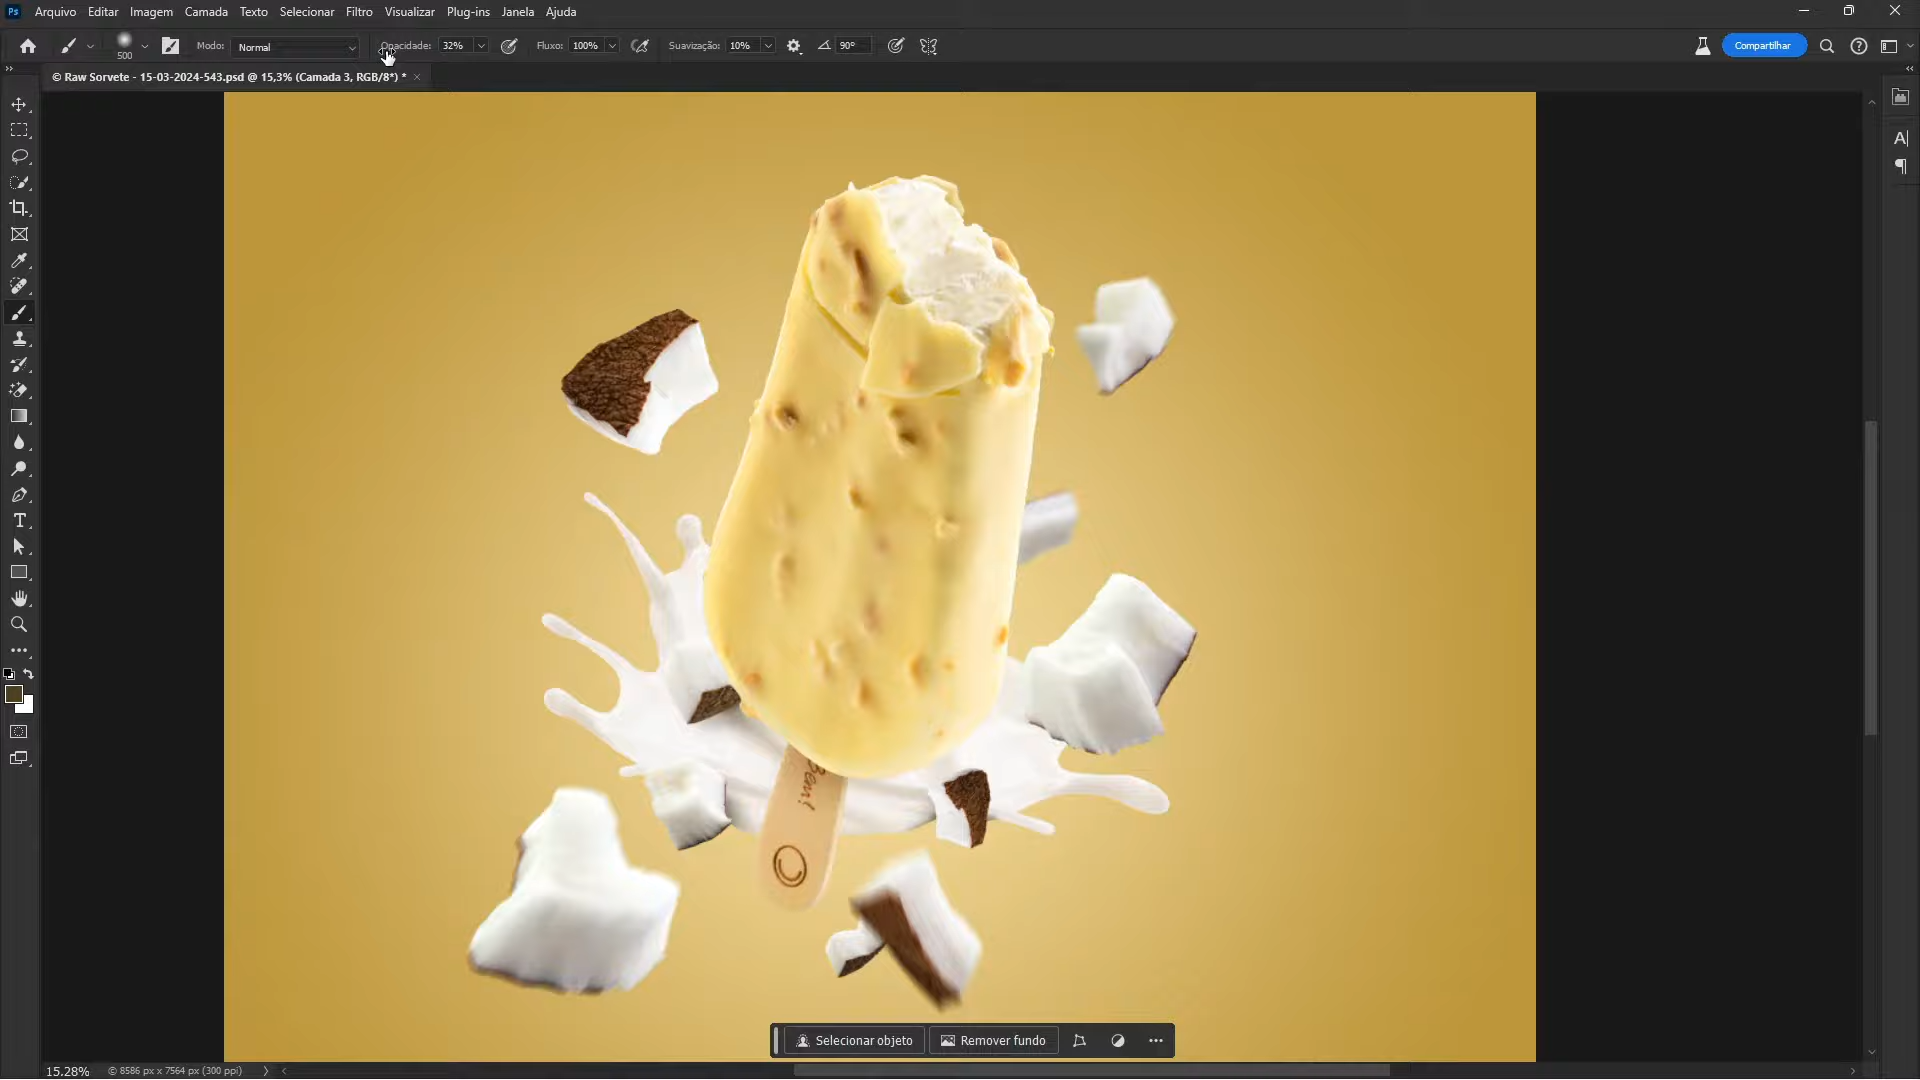 Ps Arquivo Editar Imagem Camada Texto Selecionar Filtro Visualizar Plug-ins Janela Ajuda
500 Modo: Normal Opacidade: 32% Fluxo: 100% Suavização: 10% 90° Compartilhar
© Raw Sorvete - 15-03-2024-543.psd @ 15,3% (Camada 3, RGB/8*) *
Bem!
Selecionar objeto Remover fundo
15.28% © 8586 px x 7564 px (300 ppi)